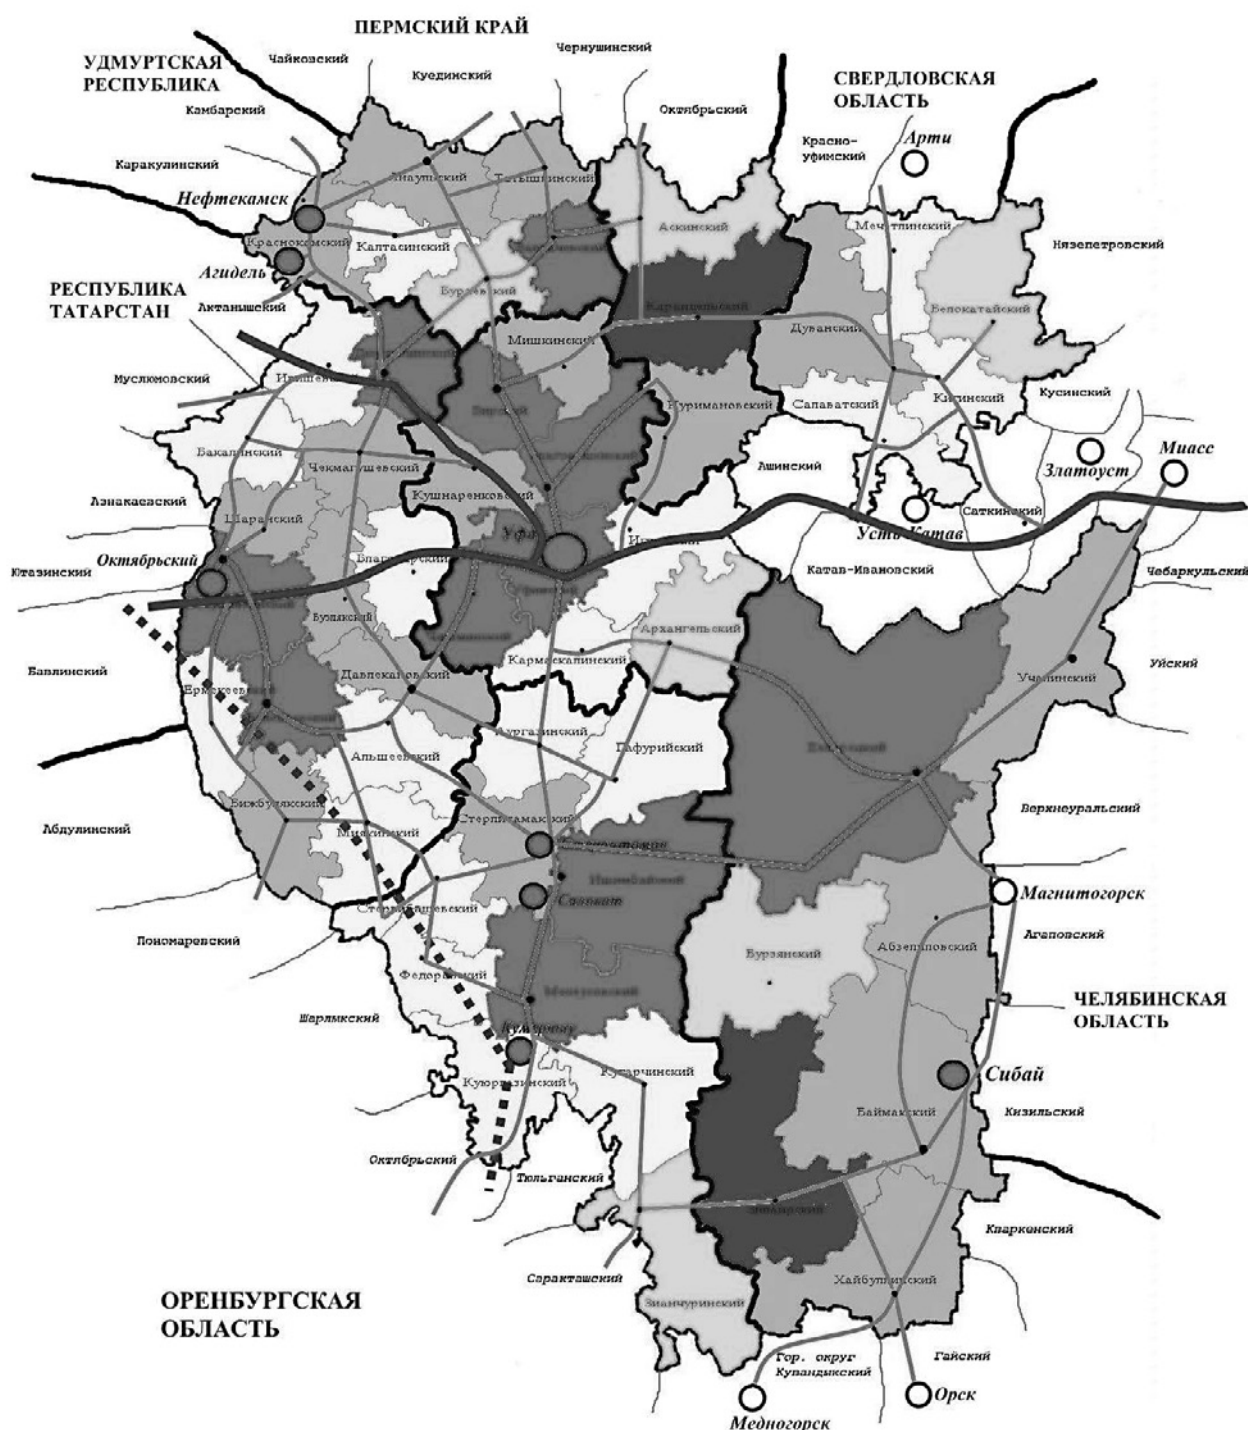 ПЕРМСКИЙ КРАЙ
Чернушинский
УДМУРТСКАЯ
РЕСПУБЛИКА
Чайковский
Куединский
СВЕРДЛОВСКАЯ
ОБЛАСТЬ
Камбарский
Октябрьский
Красно-
уфимский
Арти
Каракулинский
Татышлинский
Нефтекамск
Аскинский
Мечетлинский
Краснокамский
Калтасинский
Нязепетровский
Агидель
РЕСПУБЛИКА
ТАТАРСТАН
Актанышский
Бураевский
Караидельский
Белокатайский
Мишкинский
Дуванский
Муслюмовский
Салаватский
Кигинский
Кусинский
Нуримановский
Бакалинский
Чекмагушевский
Ашинский
Златоуст
Миасс
Азнакаевский
Кушнаренковский
Шаранский
Саткинский
Усть-Катав
Уфа
Октябрьский
Ютазинский
Катав-Ивановский
Чебаркульский
Буздякский
Архангельский
Кармаскалинский
Бавлинский
Давлекановский
Учалинский
Уйский
Ермекеевский
Аургазинский
Гафурийский
Альшеевский
Бижбулякский
Абдулинский
Миякинский
Стерлитамакский
Верхнеуральский
Ишимбайский
Салават
Магнитогорск
Стерлибашевский
Пономаревский
Абзелиловский
Агаповский
Бурзянский
Федоровский
ЧЕЛЯБИНСКАЯ
ОБЛАСТЬ
Шарлыкский
Кумертау
Куюргазинский
Кугарчинский
Сибай
Баймакский
Кизильский
Октябрьский
Тюльганский
Кваркенский
Саракташский
Хайбуллинский
ОРЕНБУРГСКАЯ
ОБЛАСТЬ
Зианчуринский
Гор. округ
Кувандыкский
Гайский
Медногорск
Орск